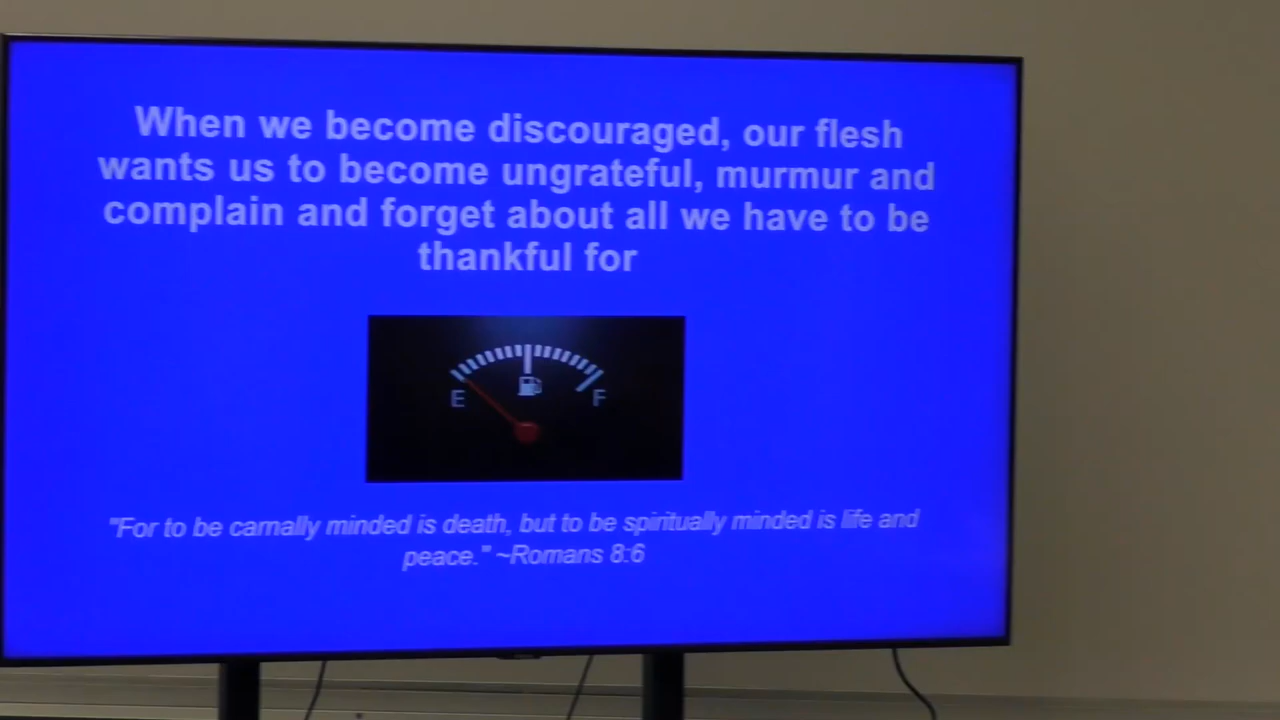 When we become discouraged, our flesh
wants us to become ungrateful, murmur and
complain and forget about all we have to be
thankful for
E
F
"For to be carnally minded is death, but to be spiritually minded is life and
peace." ~Romans 8:6